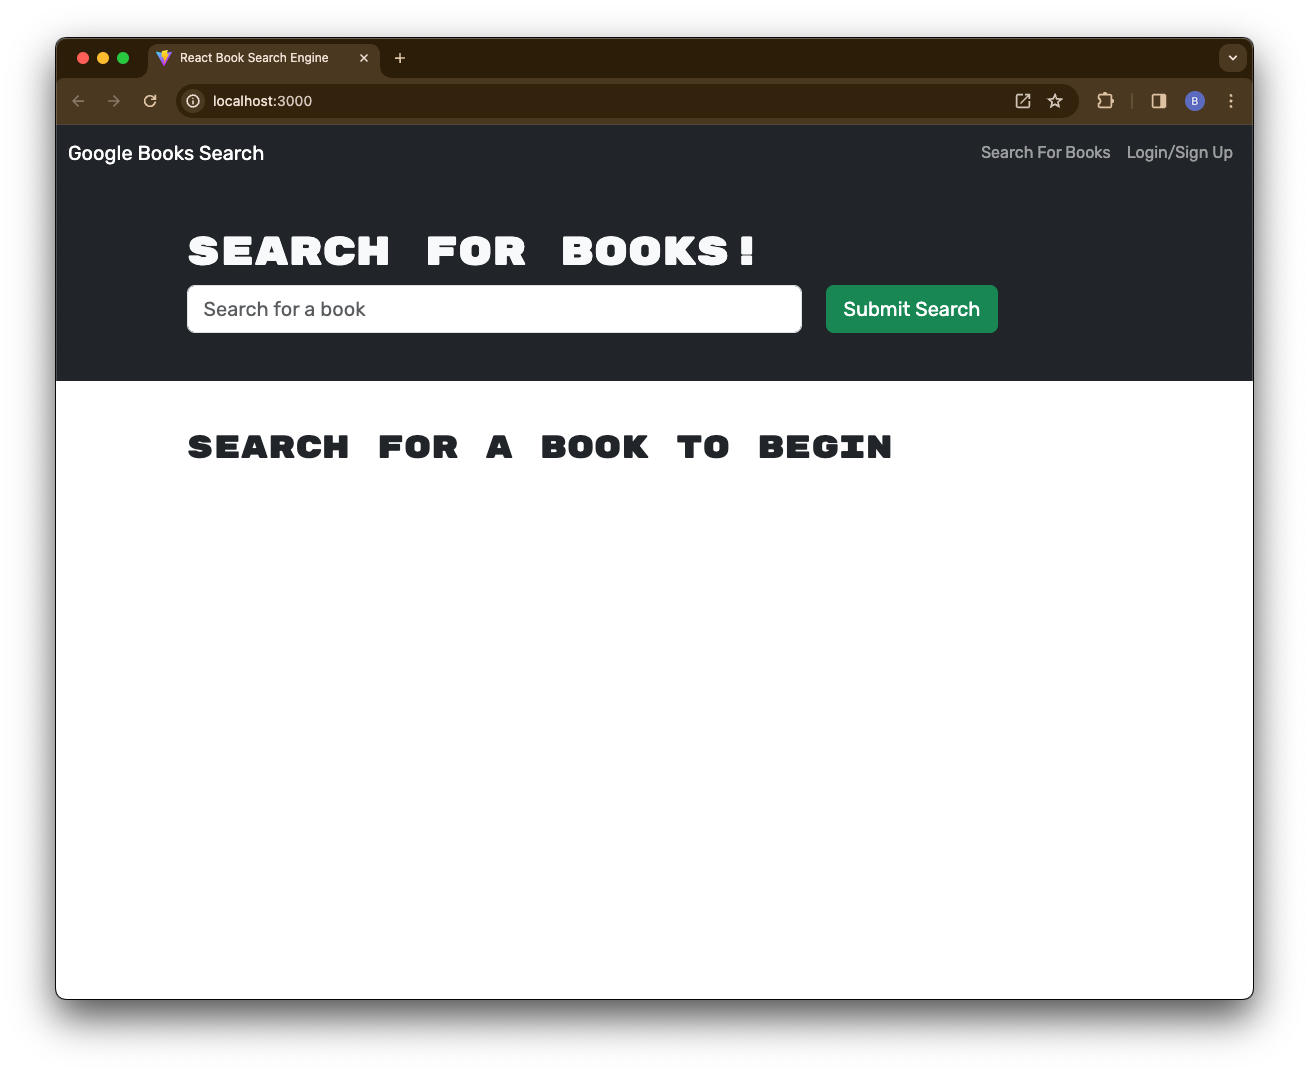 React Book Search Engine
localhost:3000
B
Google Books Search
Search For Books
Login/Sign Up
SEARCH FOR BOOKS!
Search for a book
Submit Search
SEARCH FOR A BOOK TO BEGIN